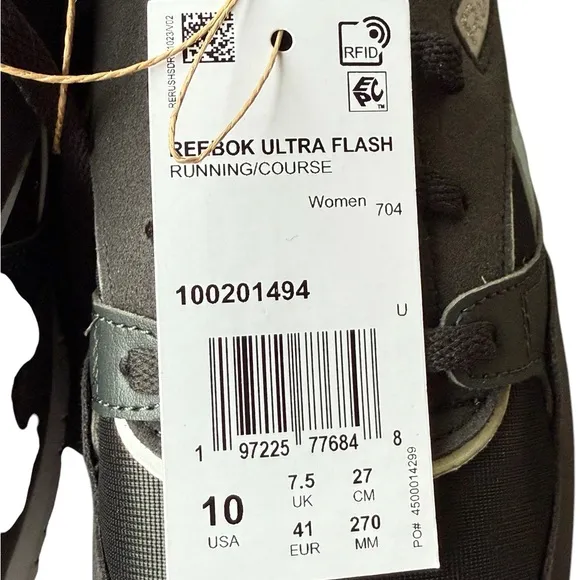 RFID
EPC™
REEBOK ULTRA FLASH
RUNNING/COURSE
Women 704
100201494
U
1 97225 77684 8
10
USA
7.5
UK
27
CM
41
EUR
270
MM
PO# 4500014299